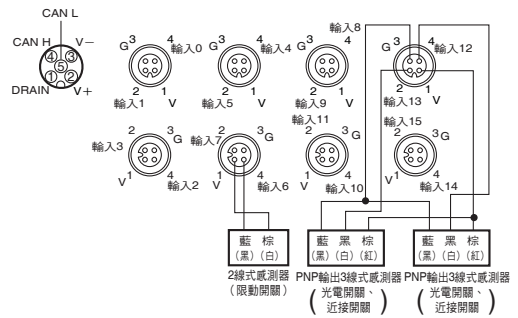 CAN L
CAN H
V−
④ ③
⑤
① ②
DRAIN
V+
G 3 4 輸入0
2 1
輸入1 V
G 3 4 輸入4
2 1
輸入5 V
輸入8
G 3 4
2 1
輸入9 V
G 3 4 輸入12
2 1
輸入13 V
2 3 G
輸入3
V 1 4
輸入2
輸入7 2 3 G
V 1 4
輸入6
輸入11
2 3 G
V 1 4
輸入10
輸入15
2 3 G
V 1 4
輸入14
藍 棕
(黑) (白)
2線式感測器
(限動開關)
藍 黑 棕
(黑) (白) (紅)
PNP輸出3線式感測器
(光電開關、
近接開關)
藍 黑 棕
(黑) (白) (紅)
PNP輸出3線式感測器
(光電開關、
近接開關)